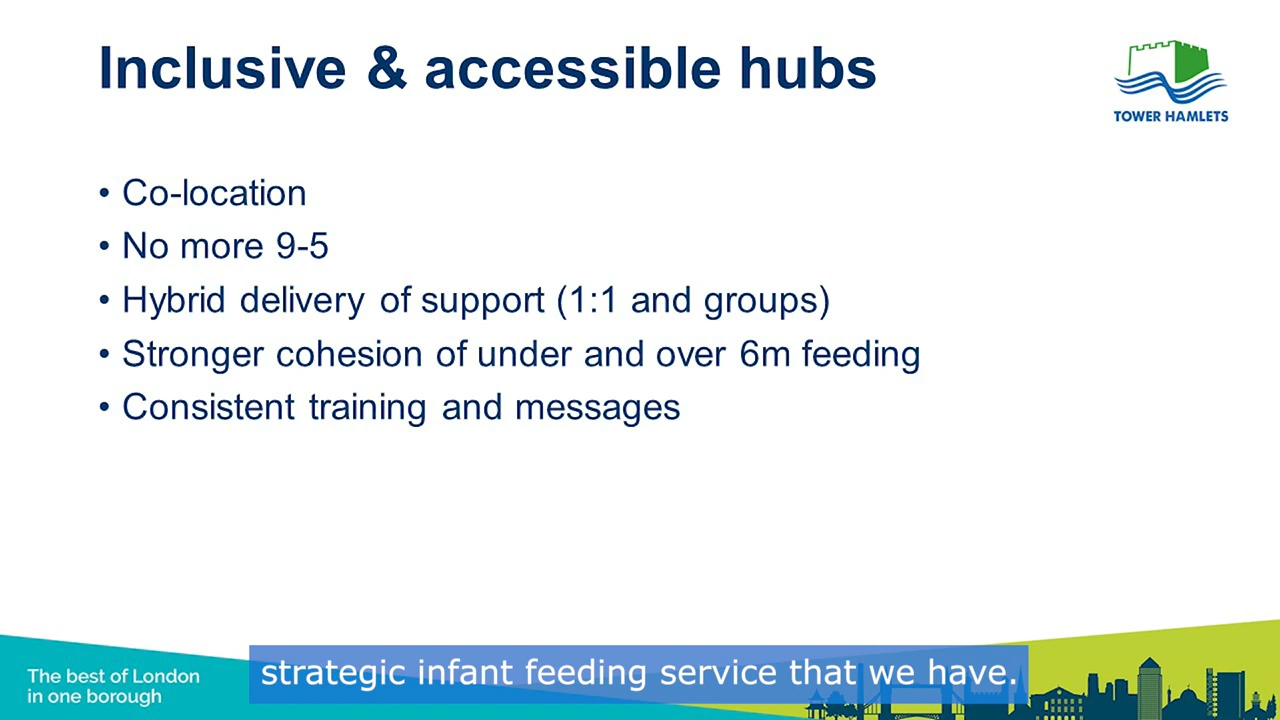 Inclusive & accessible hubs
TOWER HAMLETS
• Co-location
• No more 9-5
• Hybrid delivery of support (1:1 and groups)
• Stronger cohesion of under and over 6m feeding
• Consistent training and messages
The best of London
in one borough
strategic infant feeding service that we have.